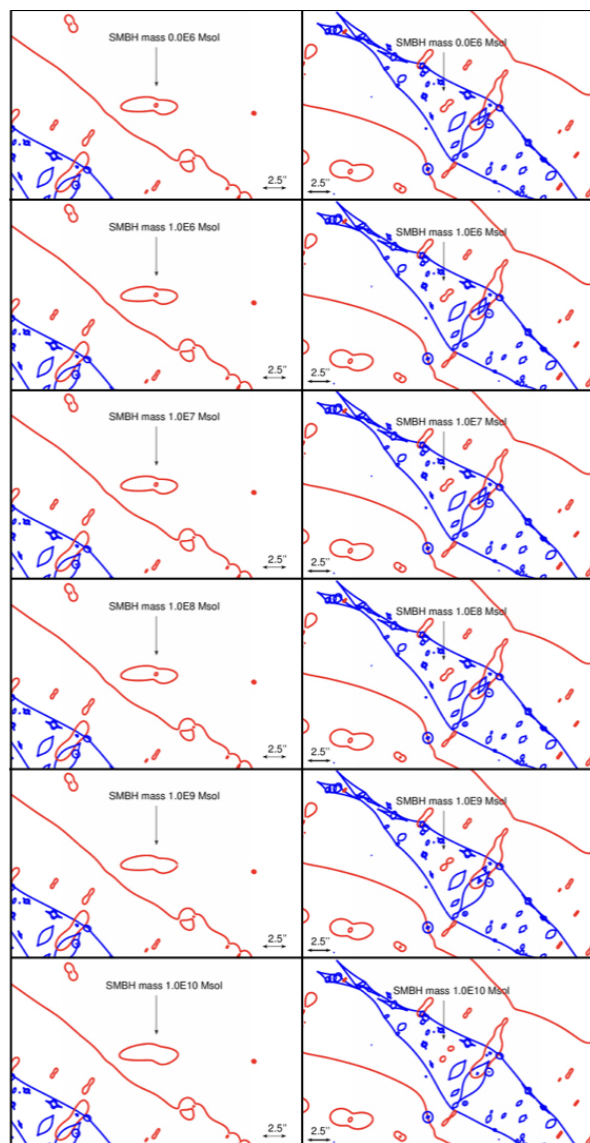 SMBH mass 0.0E6 Msol
2.5"
SMBH mass 0.0E6 Msol
2.5"
SMBH mass 1.0E6 Msol
2.5"
SMBH mass 1.0E6 Msol
2.5"
SMBH mass 1.0E7 Msol
2.5"
SMBH mass 1.0E7 Msol
2.5"
SMBH mass 1.0E8 Msol
2.5"
SMBH mass 1.0E8 Msol
2.5"
SMBH mass 1.0E9 Msol
2.5"
SMBH mass 1.0E9 Msol
2.5"
SMBH mass 1.0E10 Msol
2.5"
SMBH mass 1.0E10 Msol
2.5"